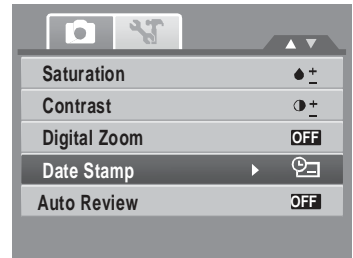 Saturation
Contrast
Digital Zoom OFF
Date Stamp
Auto Review OFF